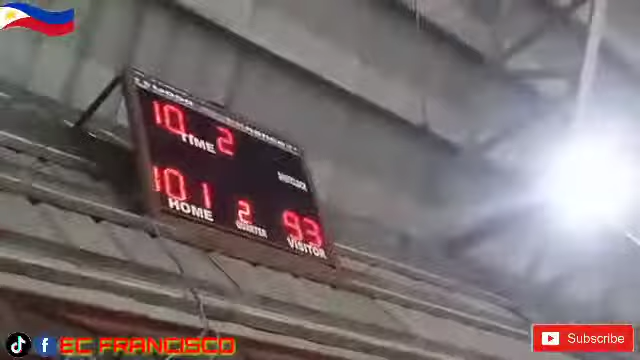 10 2
TIME
101 2 93
HOME QUARTER VISITOR
EC FRANCISCO
Subscribe